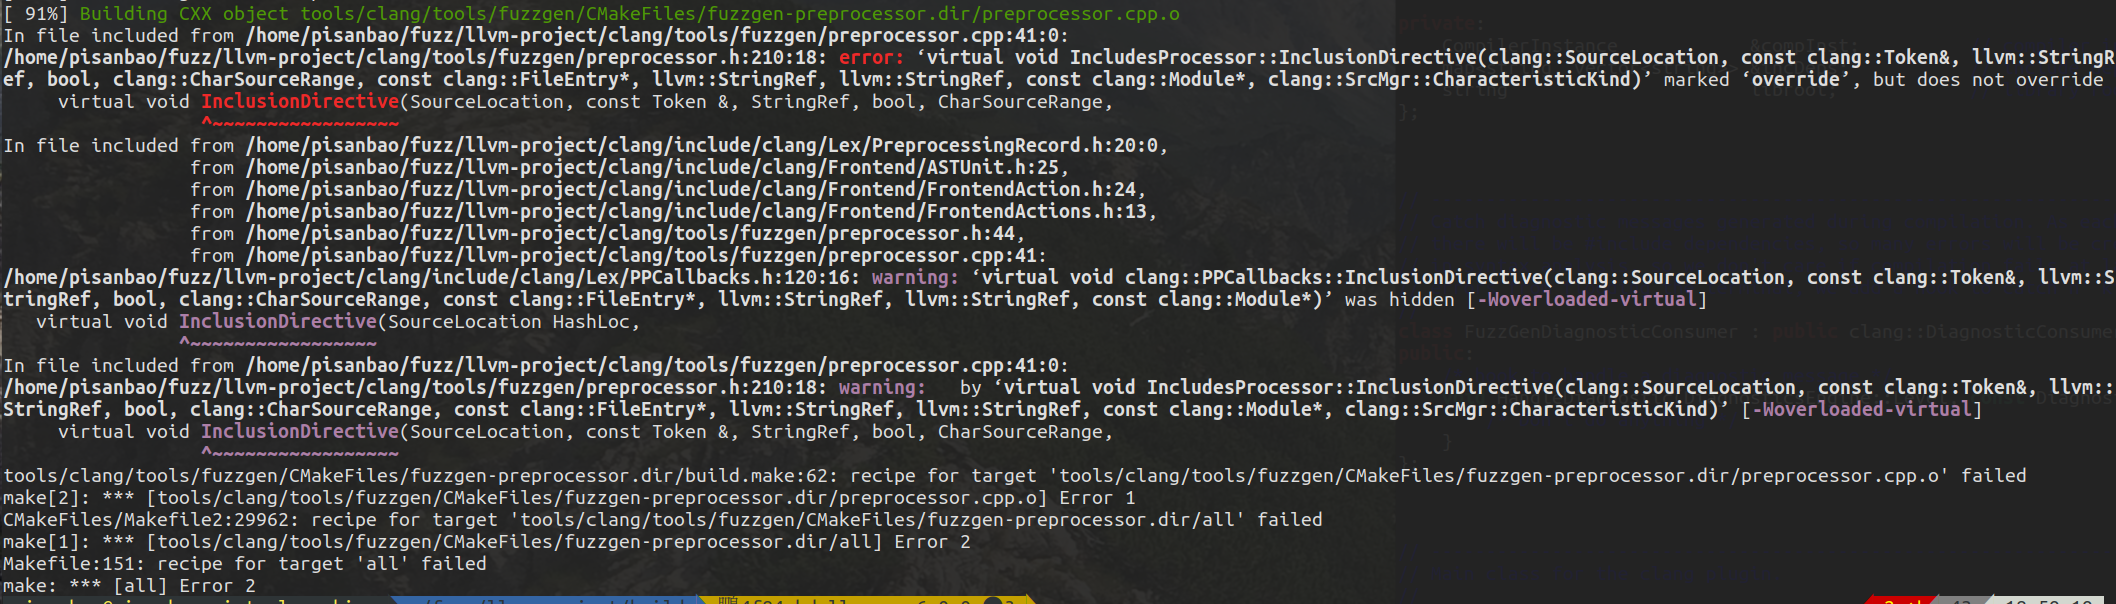 [ 91%] Building CXX object tools/clang/tools/fuzzgen/CMakeFiles/fuzzgen-preprocessor.dir/preprocessor.cpp.o
In file included from /home/pisanbao/fuzz/llvm-project/clang/tools/fuzzgen/preprocessor.cpp:41:0:
/home/pisanbao/fuzz/llvm-project/clang/tools/fuzzgen/preprocessor.h:210:18: error: ‘virtual void IncludesProcessor::InclusionDirective(clang::SourceLocation, const clang::Token&, llvm::StringR
ef, bool, clang::CharSourceRange, const clang::FileEntry*, llvm::StringRef, llvm::StringRef, const clang::Module*, clang::SrcMgr::CharacteristicKind)’ marked ‘override’, but does not override
     virtual void InclusionDirective(SourceLocation, const Token &, StringRef, bool, CharSourceRange,
                  ^~~~~~~~~~~~~~~~~~
In file included from /home/pisanbao/fuzz/llvm-project/clang/include/clang/Lex/PreprocessingRecord.h:20:0,
                 from /home/pisanbao/fuzz/llvm-project/clang/include/clang/Frontend/ASTUnit.h:25,
                 from /home/pisanbao/fuzz/llvm-project/clang/include/clang/Frontend/FrontendAction.h:24,
                 from /home/pisanbao/fuzz/llvm-project/clang/include/clang/Frontend/FrontendActions.h:13,
                 from /home/pisanbao/fuzz/llvm-project/clang/tools/fuzzgen/preprocessor.h:44,
                 from /home/pisanbao/fuzz/llvm-project/clang/tools/fuzzgen/preprocessor.cpp:41:
/home/pisanbao/fuzz/llvm-project/clang/include/clang/Lex/PPCallbacks.h:120:16: warning: ‘virtual void clang::PPCallbacks::InclusionDirective(clang::SourceLocation, const clang::Token&, llvm::S
tringRef, bool, clang::CharSourceRange, const clang::FileEntry*, llvm::StringRef, llvm::StringRef, const clang::Module*)’ was hidden [-Woverloaded-virtual]
   virtual void InclusionDirective(SourceLocation HashLoc,
                ^~~~~~~~~~~~~~~~~~
In file included from /home/pisanbao/fuzz/llvm-project/clang/tools/fuzzgen/preprocessor.cpp:41:0:
/home/pisanbao/fuzz/llvm-project/clang/tools/fuzzgen/preprocessor.h:210:18: warning:   by ‘virtual void IncludesProcessor::InclusionDirective(clang::SourceLocation, const clang::Token&, llvm::
StringRef, bool, clang::CharSourceRange, const clang::FileEntry*, llvm::StringRef, llvm::StringRef, const clang::Module*, clang::SrcMgr::CharacteristicKind)’ [-Woverloaded-virtual]
     virtual void InclusionDirective(SourceLocation, const Token &, StringRef, bool, CharSourceRange,
                  ^~~~~~~~~~~~~~~~~~
tools/clang/tools/fuzzgen/CMakeFiles/fuzzgen-preprocessor.dir/build.make:62: recipe for target 'tools/clang/tools/fuzzgen/CMakeFiles/fuzzgen-preprocessor.dir/preprocessor.cpp.o' failed
make[2]: *** [tools/clang/tools/fuzzgen/CMakeFiles/fuzzgen-preprocessor.dir/preprocessor.cpp.o] Error 1
CMakeFiles/Makefile2:29962: recipe for target 'tools/clang/tools/fuzzgen/CMakeFiles/fuzzgen-preprocessor.dir/all' failed
make[1]: *** [tools/clang/tools/fuzzgen/CMakeFiles/fuzzgen-preprocessor.dir/all] Error 2
Makefile:151: recipe for target 'all' failed
make: *** [all] Error 2